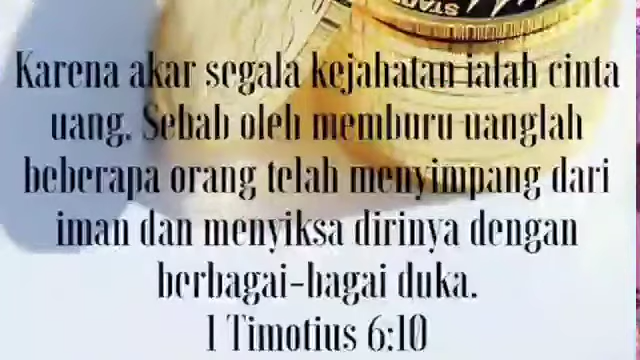 Karena akar segala kejahatan ialah cinta
uang. Sebab oleh memburu uanglah
beberapa orang telah menyimpang dari
iman dan menyiksa dirinya dengan
berbagai-bagai duka.
1 Timotius 6:10